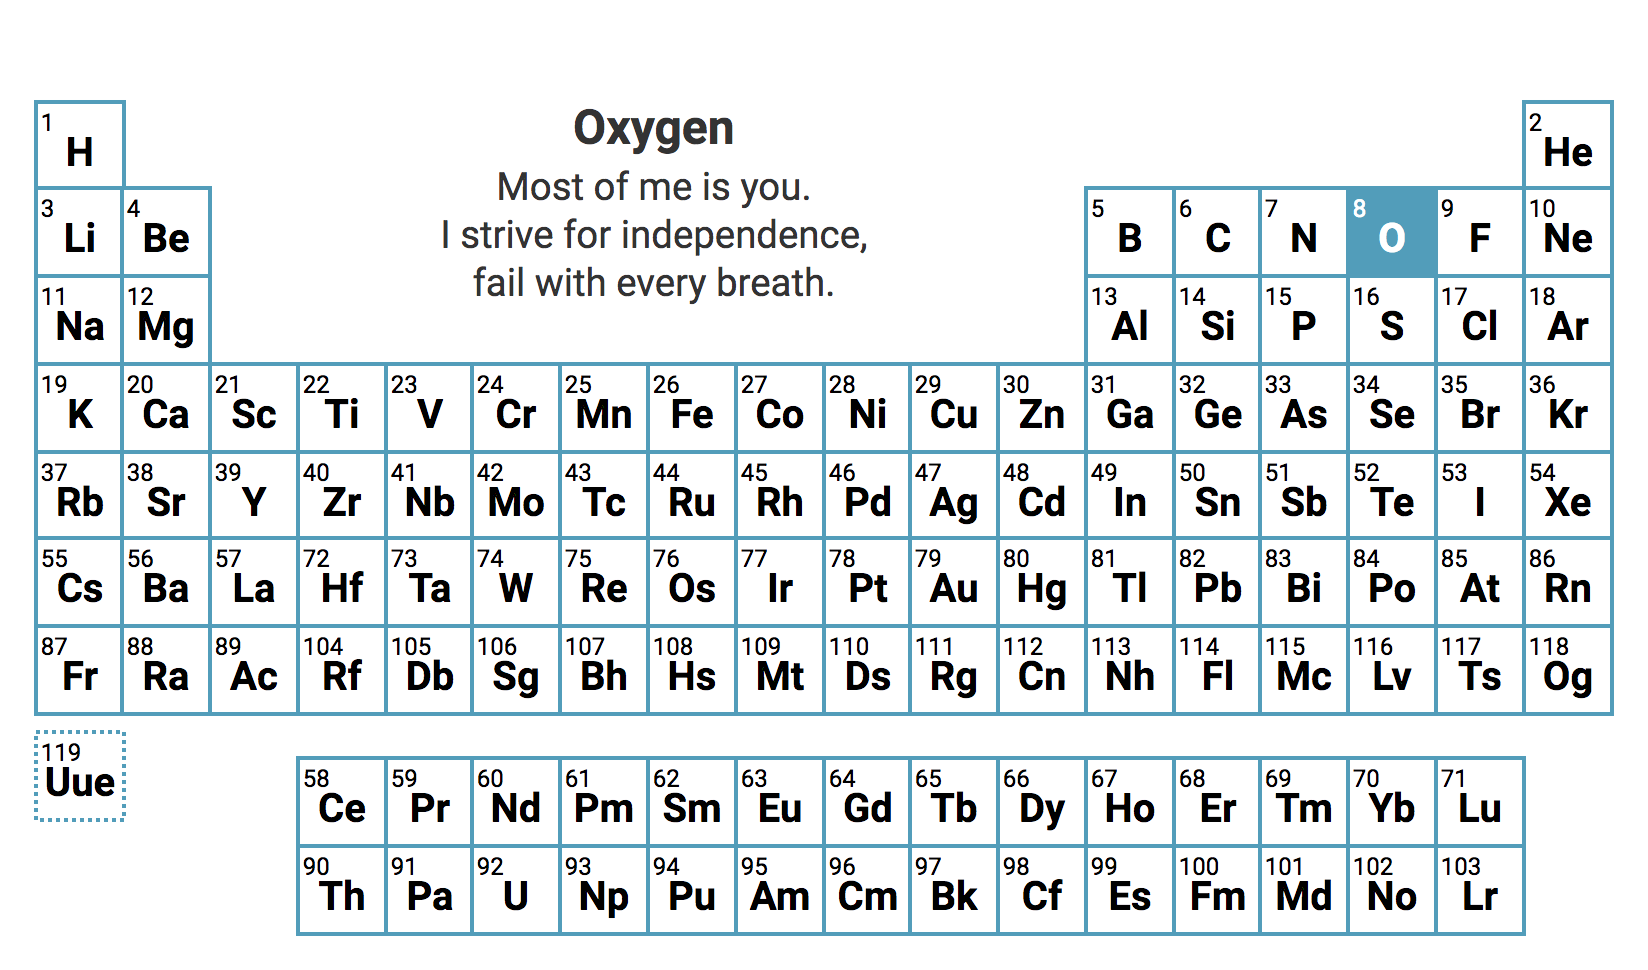 Oxygen
Most of me is you.
I strive for independence,
fail with every breath.
1 H
2 He
3 Li
4 Be
5 B
6 C
7 N
8 O
9 F
10 Ne
11 Na
12 Mg
13 Al
14 Si
15 P
16 S
17 Cl
18 Ar
19 K
20 Ca
21 Sc
22 Ti
23 V
24 Cr
25 Mn
26 Fe
27 Co
28 Ni
29 Cu
30 Zn
31 Ga
32 Ge
33 As
34 Se
35 Br
36 Kr
37 Rb
38 Sr
39 Y
40 Zr
41 Nb
42 Mo
43 Tc
44 Ru
45 Rh
46 Pd
47 Ag
48 Cd
49 In
50 Sn
51 Sb
52 Te
53 I
54 Xe
55 Cs
56 Ba
57 La
72 Hf
73 Ta
74 W
75 Re
76 Os
77 Ir
78 Pt
79 Au
80 Hg
81 Tl
82 Pb
83 Bi
84 Po
85 At
86 Rn
87 Fr
88 Ra
89 Ac
104 Rf
105 Db
106 Sg
107 Bh
108 Hs
109 Mt
110 Ds
111 Rg
112 Cn
113 Nh
114 Fl
115 Mc
116 Lv
117 Ts
118 Og
119 Uue
58 Ce
59 Pr
60 Nd
61 Pm
62 Sm
63 Eu
64 Gd
65 Tb
66 Dy
67 Ho
68 Er
69 Tm
70 Yb
71 Lu
90 Th
91 Pa
92 U
93 Np
94 Pu
95 Am
96 Cm
97 Bk
98 Cf
99 Es
100 Fm
101 Md
102 No
103 Lr